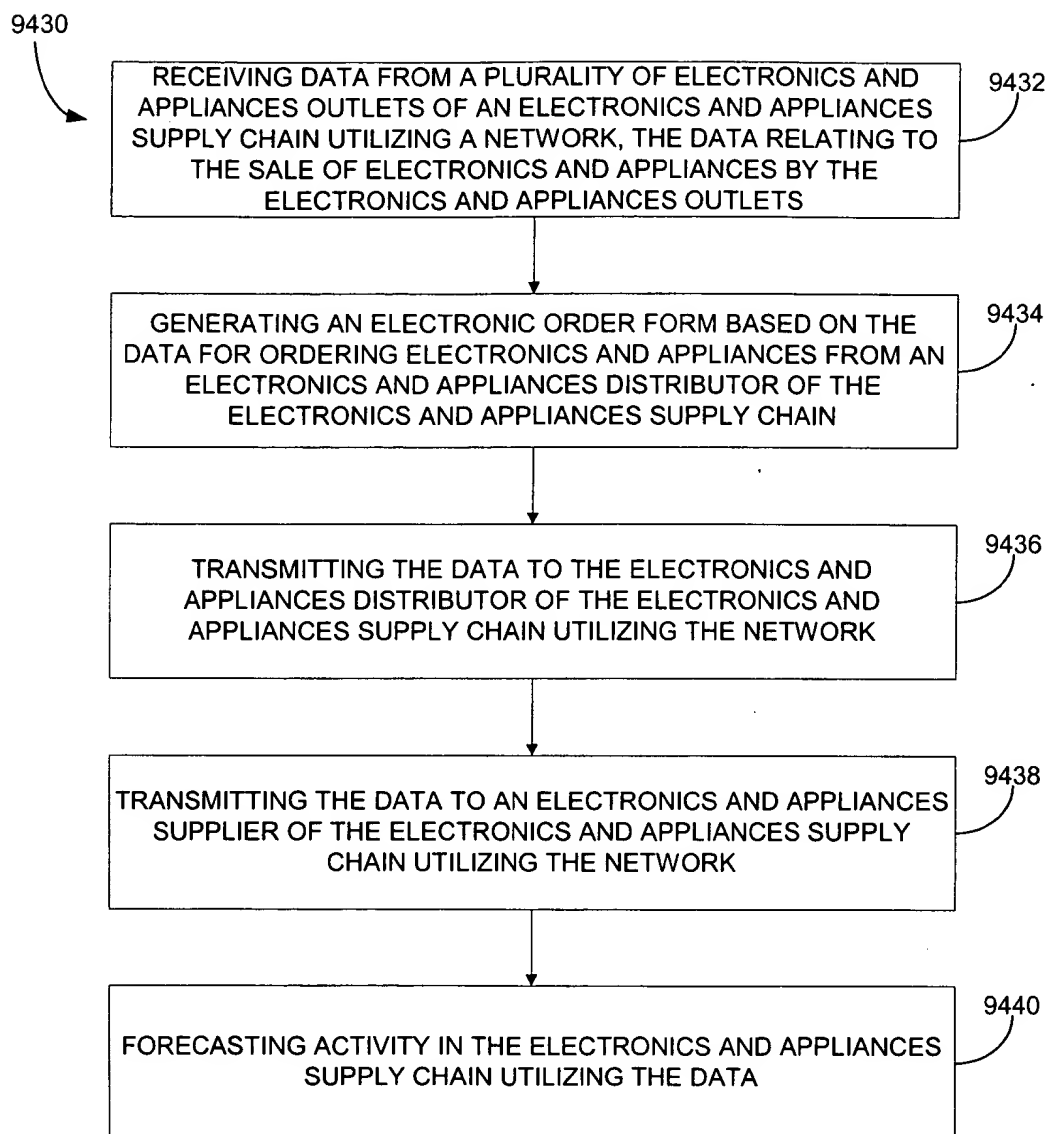 9430
RECEIVING DATA FROM A PLURALITY OF ELECTRONICS AND
APPLIANCES OUTLETS OF AN ELECTRONICS AND APPLIANCES
SUPPLY CHAIN UTILIZING A NETWORK, THE DATA RELATING TO
THE SALE OF ELECTRONICS AND APPLIANCES BY THE
ELECTRONICS AND APPLIANCES OUTLETS
9432
GENERATING AN ELECTRONIC ORDER FORM BASED ON THE
DATA FOR ORDERING ELECTRONICS AND APPLIANCES FROM AN
ELECTRONICS AND APPLIANCES DISTRIBUTOR OF THE
ELECTRONICS AND APPLIANCES SUPPLY CHAIN
9434
TRANSMITTING THE DATA TO THE ELECTRONICS AND
APPLIANCES DISTRIBUTOR OF THE ELECTRONICS AND
APPLIANCES SUPPLY CHAIN UTILIZING THE NETWORK
9436
TRANSMITTING THE DATA TO AN ELECTRONICS AND APPLIANCES
SUPPLIER OF THE ELECTRONICS AND APPLIANCES SUPPLY
CHAIN UTILIZING THE NETWORK
9438
FORECASTING ACTIVITY IN THE ELECTRONICS AND APPLIANCES
SUPPLY CHAIN UTILIZING THE DATA
9440